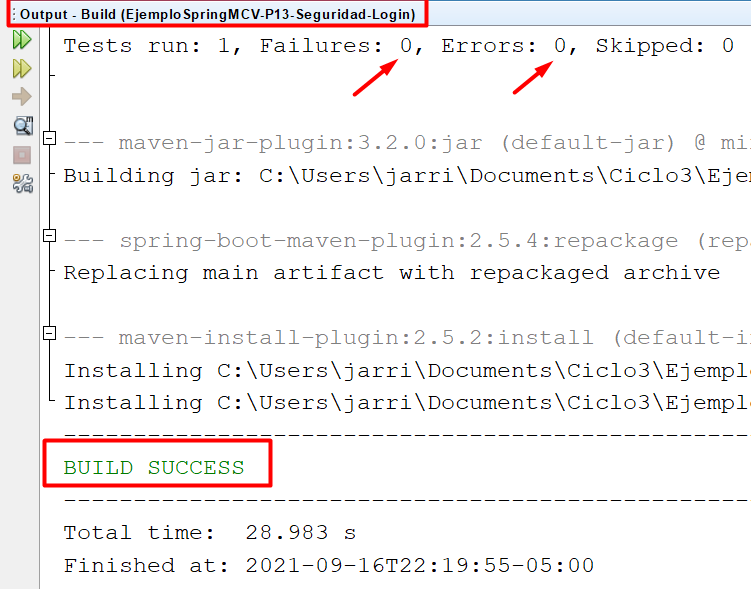 Output - Build (EjemploSpringMCV-P13-Seguridad-Login)
Tests run: 1, Failures: 0, Errors: 0, Skipped: 0
--- maven-jar-plugin:3.2.0:jar (default-jar) @ mi
Building jar: C:\Users\jarri\Documents\Ciclo3\Ejem
--- spring-boot-maven-plugin:2.5.4:repackage (rep
Replacing main artifact with repackaged archive
--- maven-install-plugin:2.5.2:install (default-i
Installing C:\Users\jarri\Documents\Ciclo3\Ejempl
Installing C:\Users\jarri\Documents\Ciclo3\Ejempl
------------------------------------------------
BUILD SUCCESS
------------------------------------------------
Total time:  28.983 s
Finished at: 2021-09-16T22:19:55-05:00